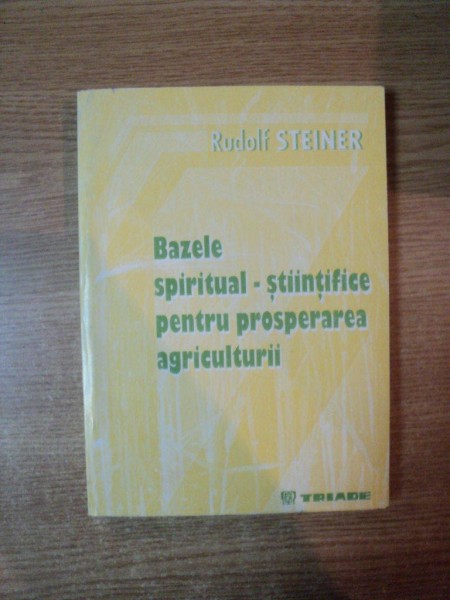 Rudolf STEINER
Bazele
spiritual - științifice
pentru prosperarea
agriculturii
TRIADE